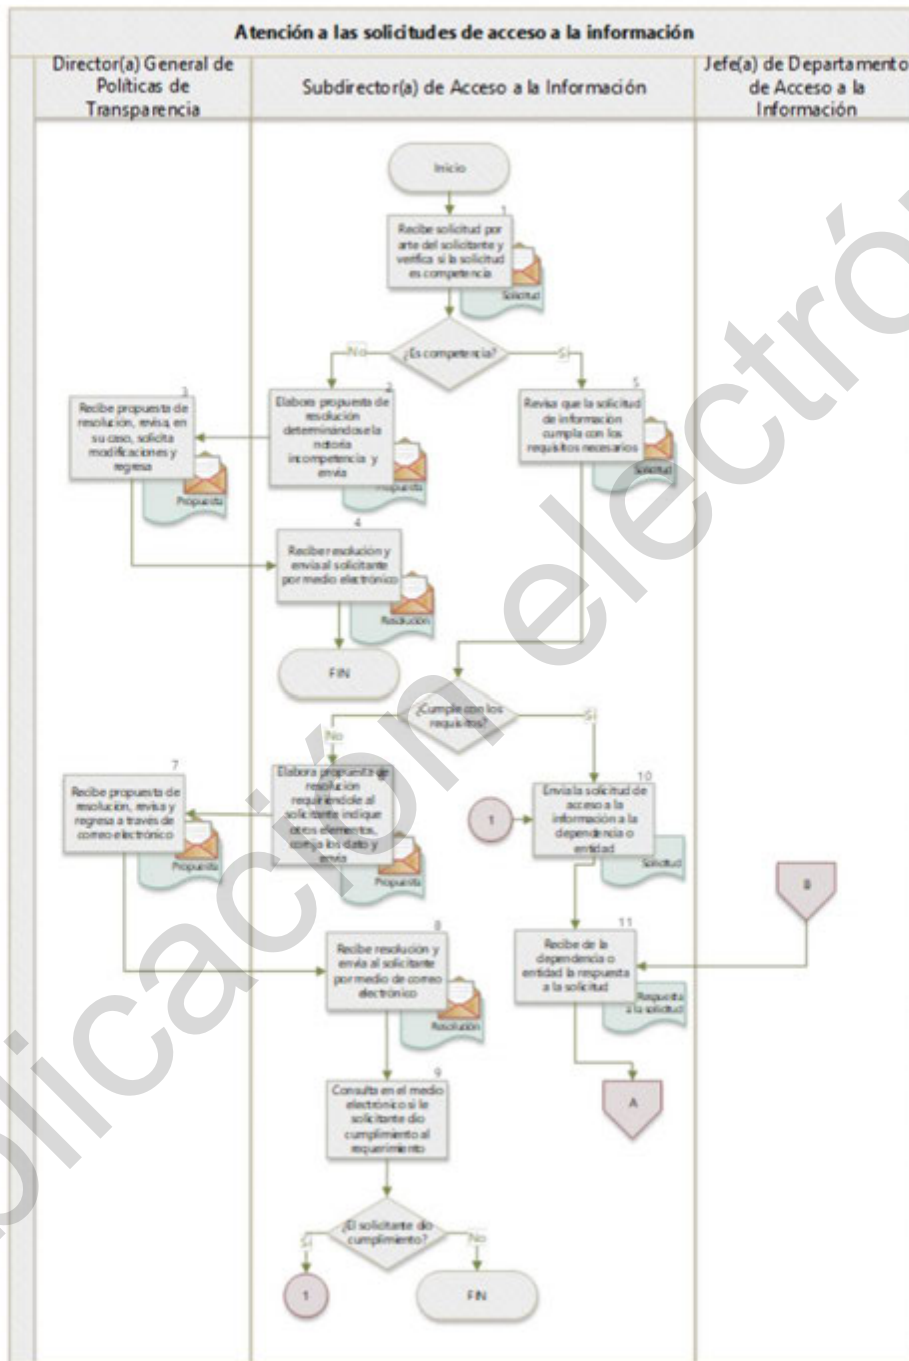 Atención a las solicitudes de acceso a la información
Director(a) General de
Políticas de
Transparencia
Subdirector(a) de Acceso a la Información
Jefe(a) de Departamento
de Acceso a la
Información
Inicio
1
Recibe solicitud por
arte del solicitante y
verifica si la solicitud
es competencia
Solicitud
¿Es competencia?
No
Sí
2
Elabora propuesta de
resolución
determinándose la
notoria
incompetencia y
envía
Propuesta
3
Recibe propuesta de
resolución, revisa, en
su caso, solicita
modificaciones y
regresa
Propuesta
4
Recibe resolución y
envía al solicitante
por medio electrónico
Resolución
FIN
5
Revisa que la solicitud
de información
cumpla con los
requisitos necesarios
Solicitud
¿Cumple con los
requisitos?
No
Sí
Elabora propuesta de
resolución
requiriéndole al
solicitante indique
otros elementos,
corrija los dato y
envía
Propuesta
7
Recibe propuesta de
resolución, revisa y
regresa a través de
correo electrónico
Propuesta
8
Recibe resolución y
envía al solicitante
por medio de correo
electrónico
Resolución
9
Consulta en el medio
electrónico si le
solicitante dio
cumplimiento al
requerimiento
¿El solicitante dio
cumplimiento?
Sí
No
1
FIN
10
Envía la solicitud de
acceso a la
información a la
dependencia o
entidad
Solicitud
1
11
Recibe de la
dependencia o
entidad la respuesta
a la solicitud
Respuesta
a la solicitud
B
A
plicación electrón